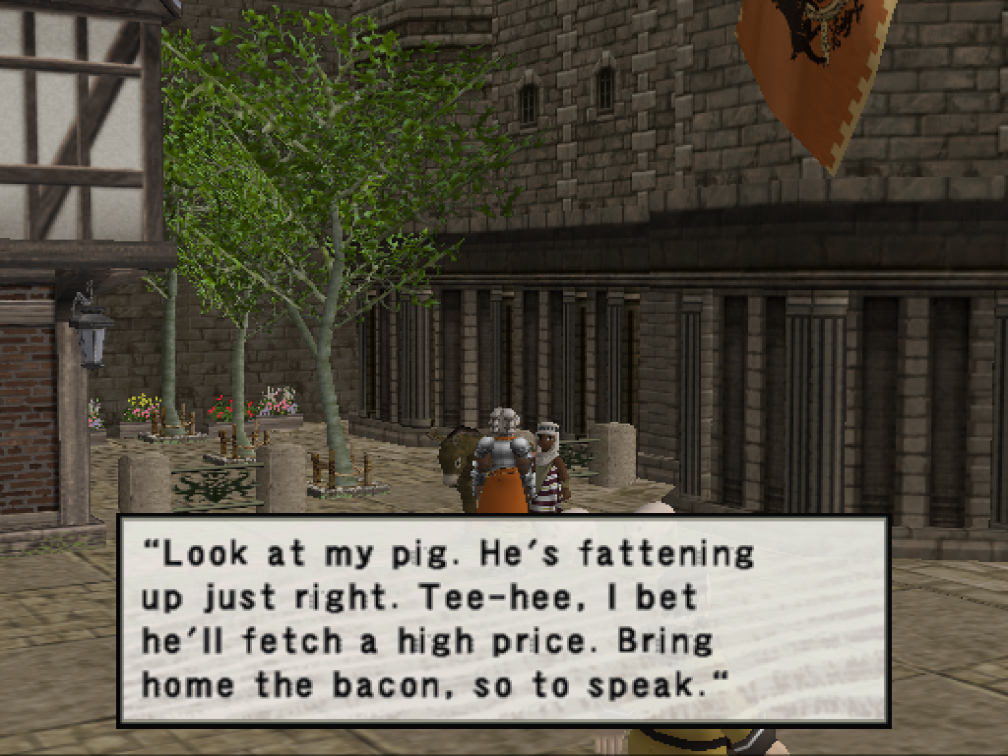 “Look at my pig. He's fattening
up just right. Tee-hee, I bet
he'll fetch a high price. Bring
home the bacon, so to speak.“